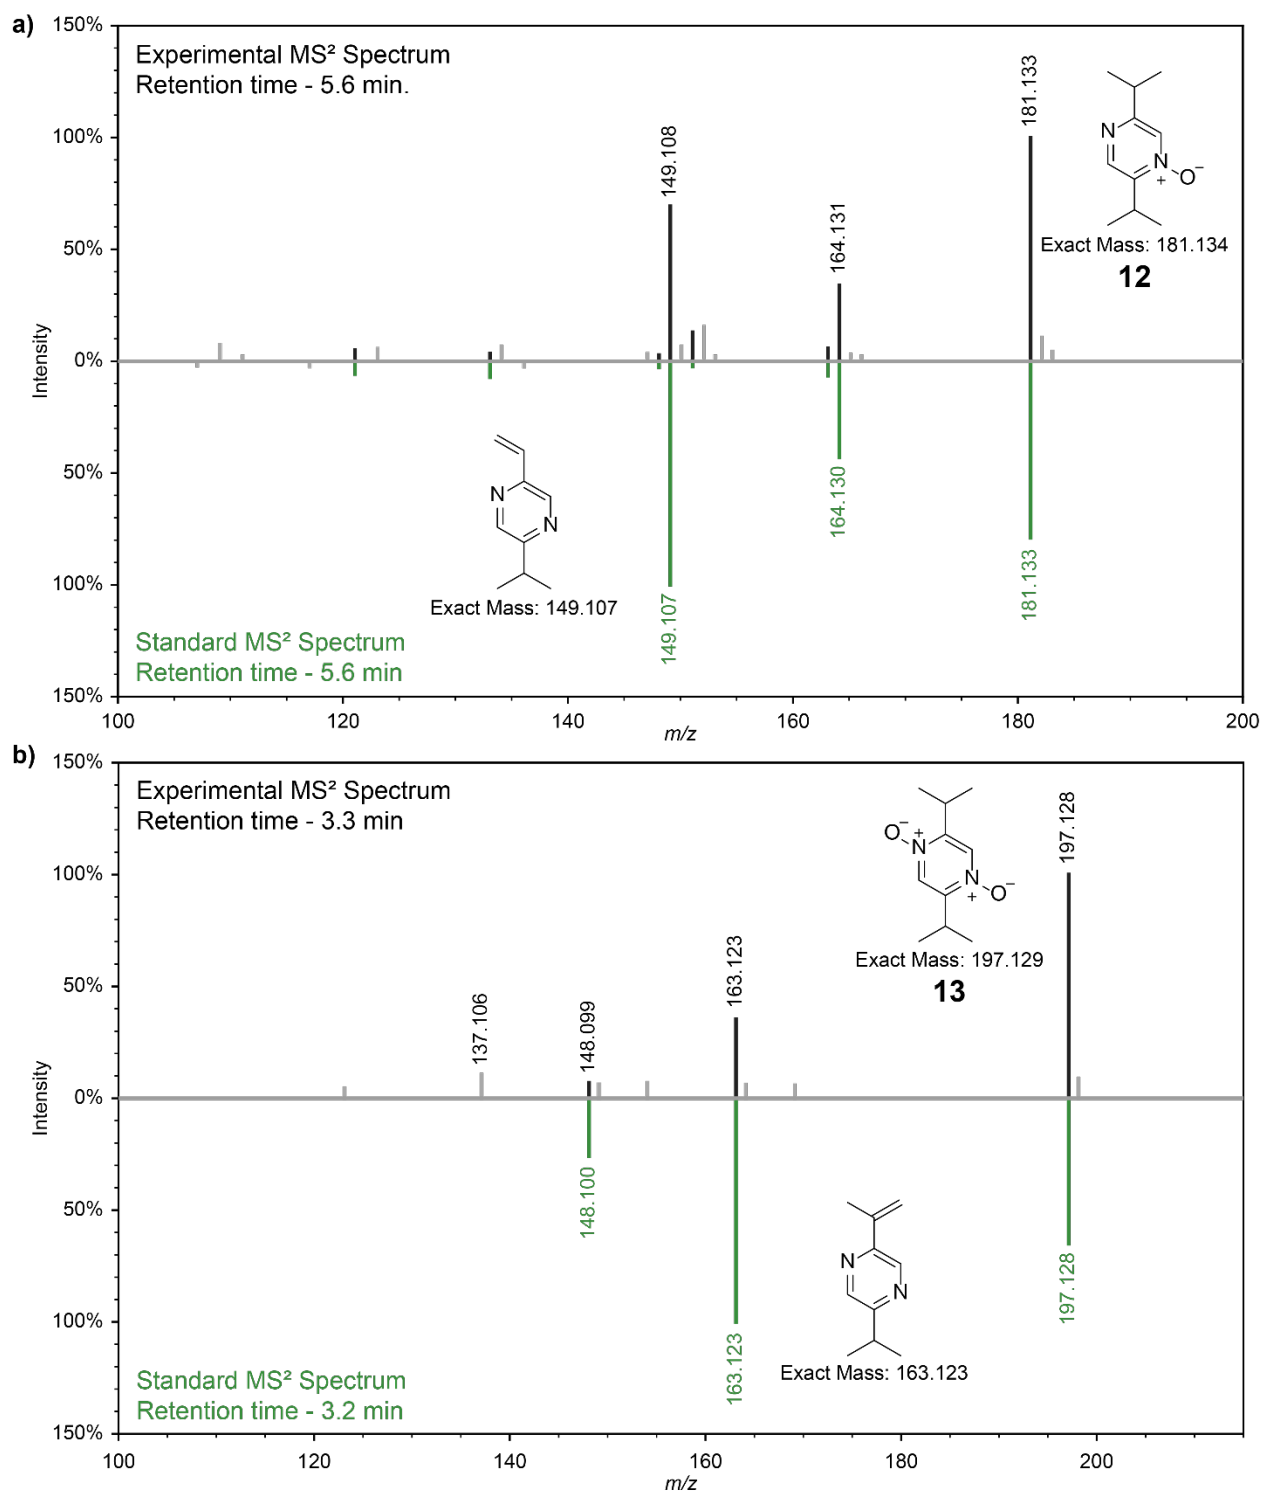 a)
150%
100%
50%
0%
50%
100%
150%
Intensity
Experimental MS² Spectrum
Retention time - 5.6 min.
149.108
164.131
181.133
N
N
+
O⁻
Exact Mass: 181.134
12
N
N
Exact Mass: 149.107
149.107
164.130
181.133
Standard MS² Spectrum
Retention time - 5.6 min
100 120 140 160 180 200
m/z
b)
150%
100%
50%
0%
50%
100%
150%
Intensity
Experimental MS² Spectrum
Retention time - 3.3 min
137.106
148.099
163.123
197.128
O⁻
+
N
N
+
O⁻
Exact Mass: 197.129
13
148.100
163.123
197.128
N
N
Exact Mass: 163.123
Standard MS² Spectrum
Retention time - 3.2 min
100 120 140 160 180 200
m/z